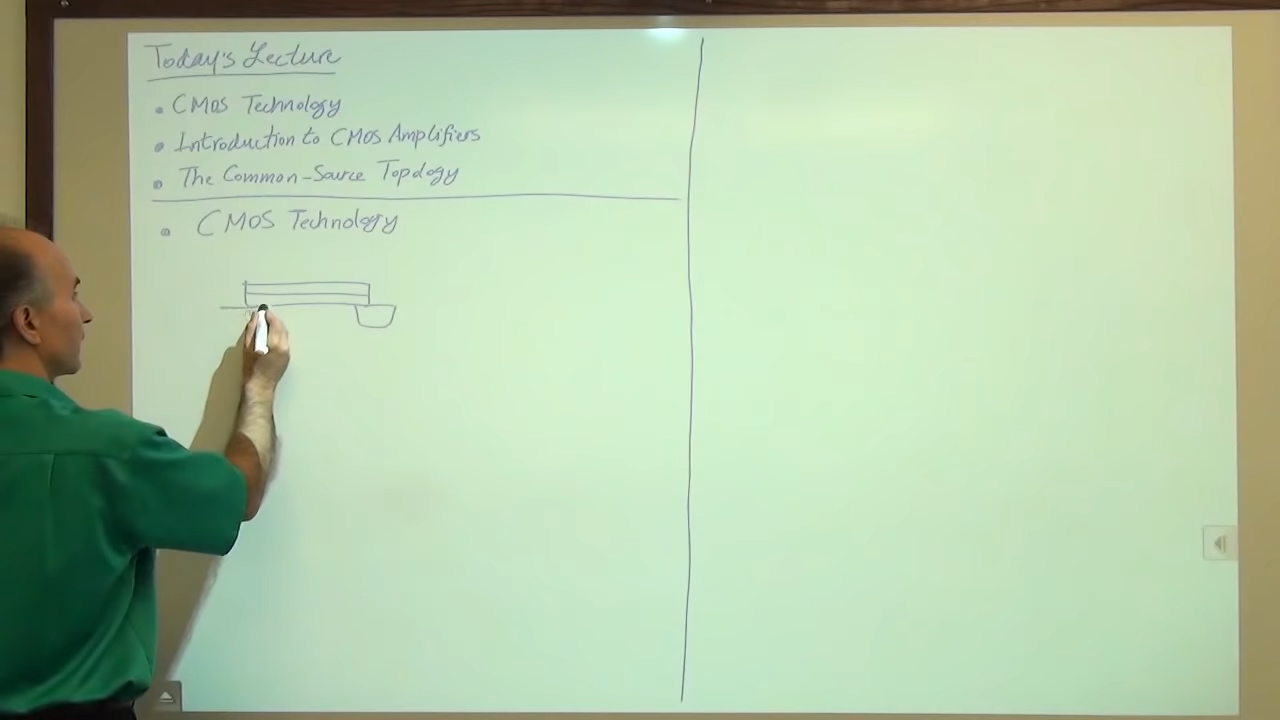 Today's Lecture
• CMOS Technology
• Introduction to CMOS Amplifiers
• The Common-Source Topology
• CMOS Technology